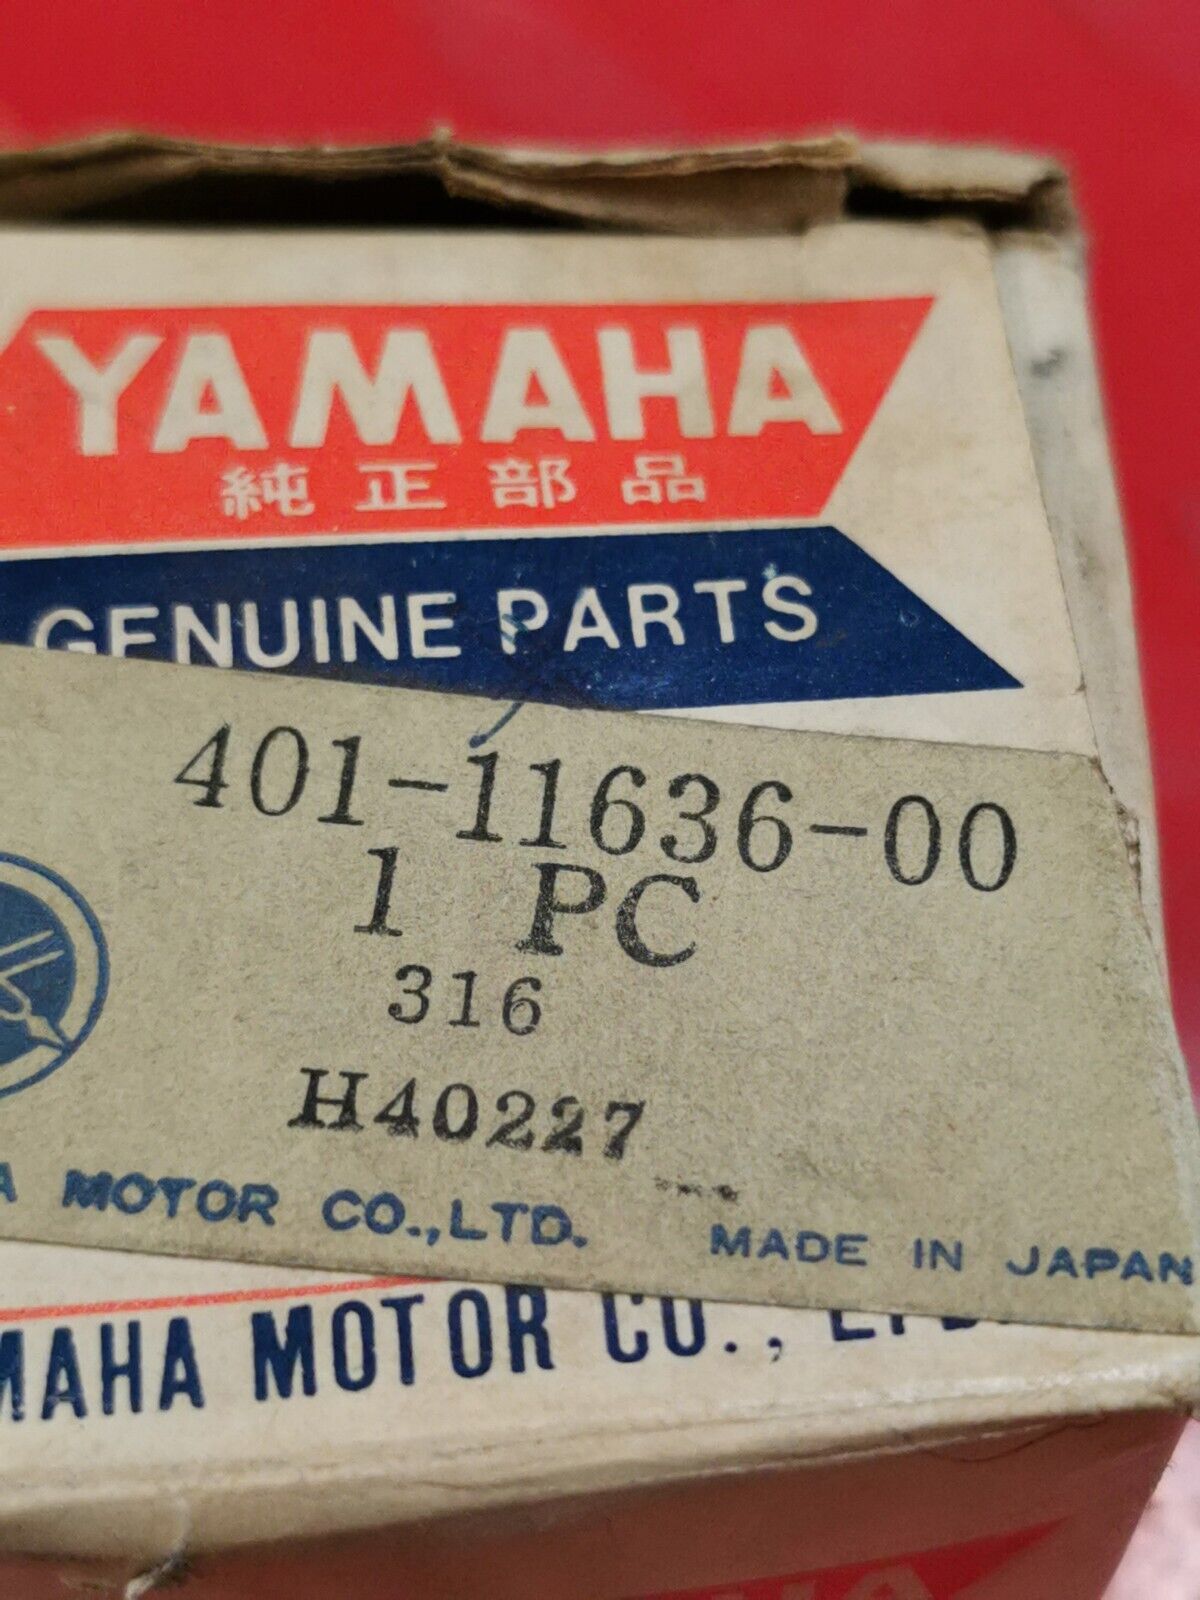 YAMAHA
純正部品
GENUINE PARTS
401-11636-00
1 PC
316
H40227
A MOTOR CO.,LTD. MADE IN JAPAN
MAHA MOTOR CO., LTD.